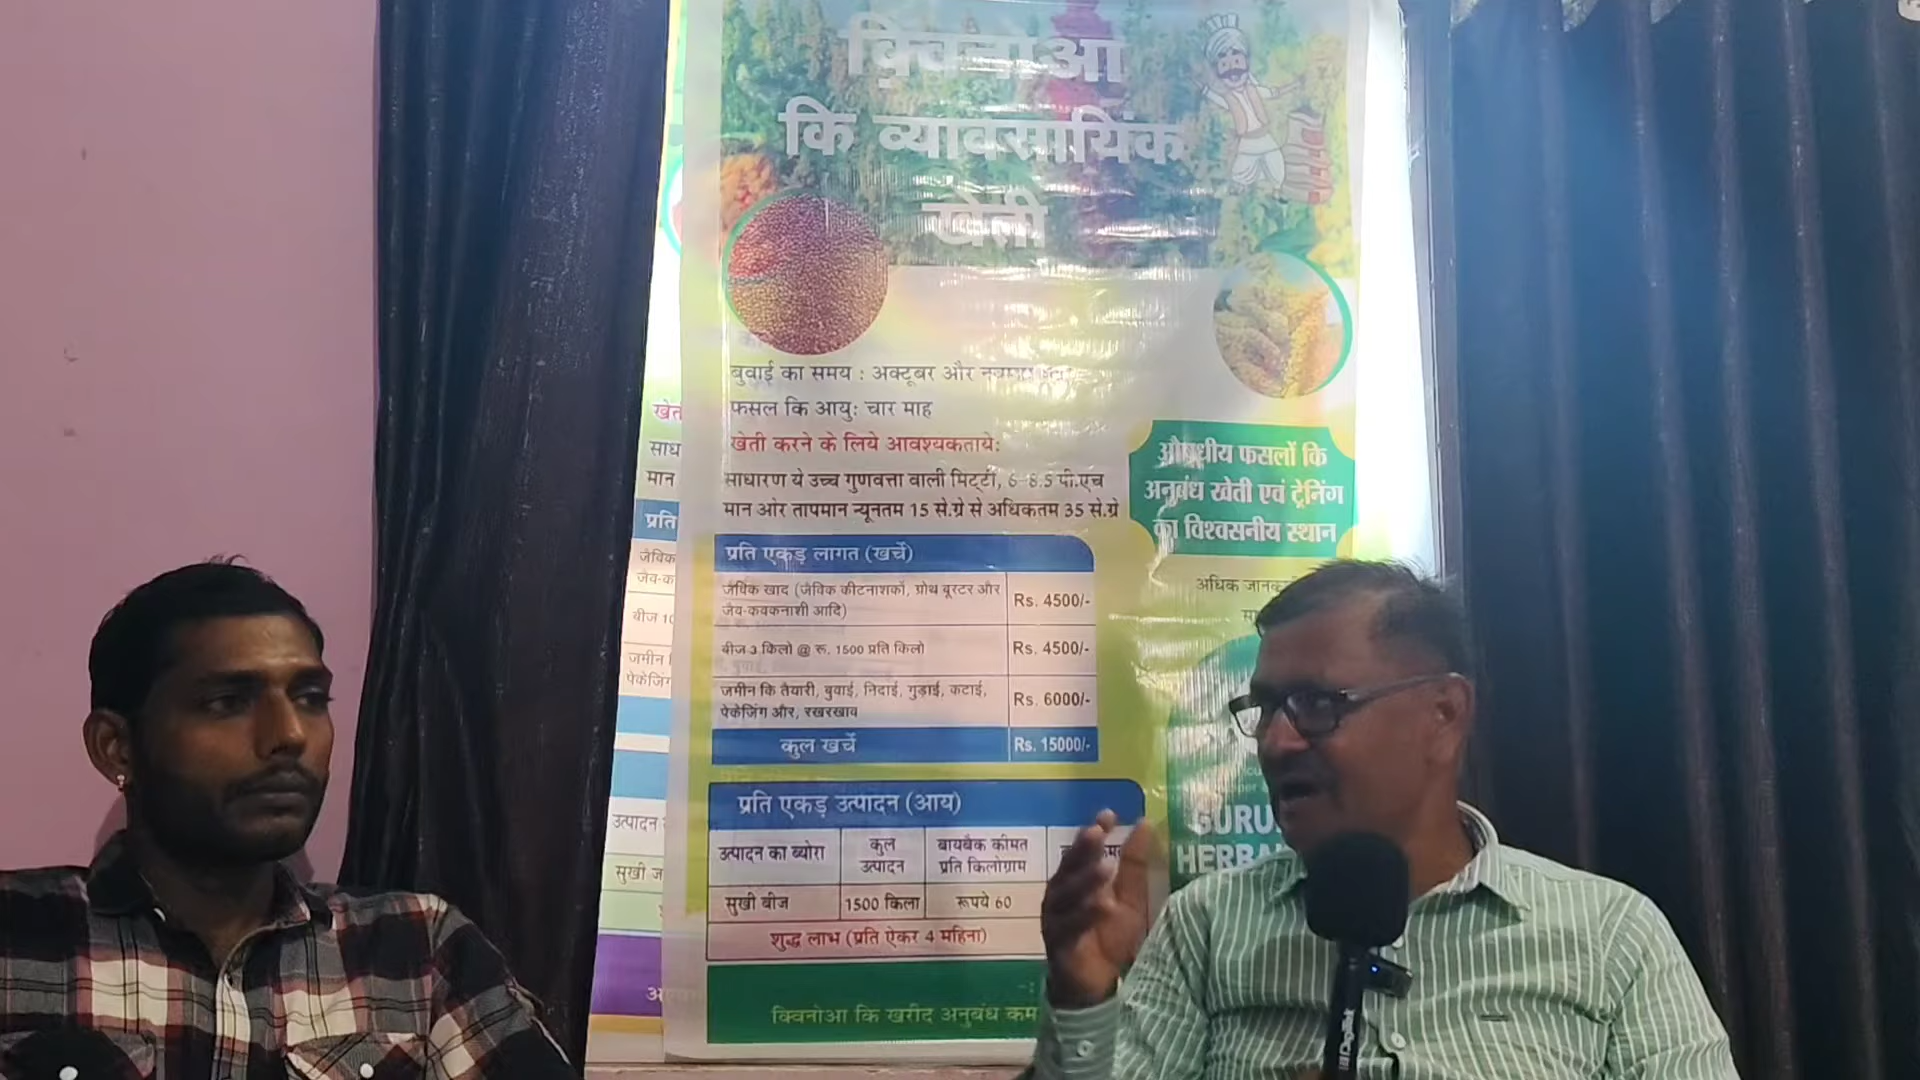 क्विनोआ
कि व्यावसायिंक
खेती
बुवाई का समय : अक्टूबर और
फसल कि आयु: चार माह
खेती करने के लिये आवश्यकताये:
साधारण ये उच्च गुणवत्ता वाली मिट्टी, 6-8.5 पी.एच
मान ओर तापमान न्यूनतम 15 से.ग्रे से अधिकतम 35 से.ग्रे
औषधीय फसलों कि
अनुबंध खेती एवं ट्रेनिंग
का विश्वसनीय स्थान
अधिक
प्रति एकड़ लागत (खर्चे)
जैविक खाद (जैविक कीटनाशकों, ग्रोथ बूस्टर और
जैव-कवकनाशी आदि)
Rs. 4500/-
बीज 3 किलो @ रू. 1500 प्रति किलो
Rs. 4500/-
जमीन कि तैयारी, बुवाई, निदाई, गुड़ाई, कटाई,
पेकेजिंग और, रखरखाव
Rs. 6000/-
कुल खर्चे
Rs. 15000/-
प्रति एकड़ उत्पादन (आय)
उत्पादन का ब्योरा
कुल
उत्पादन
बायबैक कीमत
प्रति किलोग्राम
सुखी बीज
1500 किलो
रूपये 60
शुद्ध लाभ (प्रति ऐकर 4 महिना)
क्विनोआ कि खरीद अनुबंध
मान
प्रति
जैविक
उत्पादन
सुखी